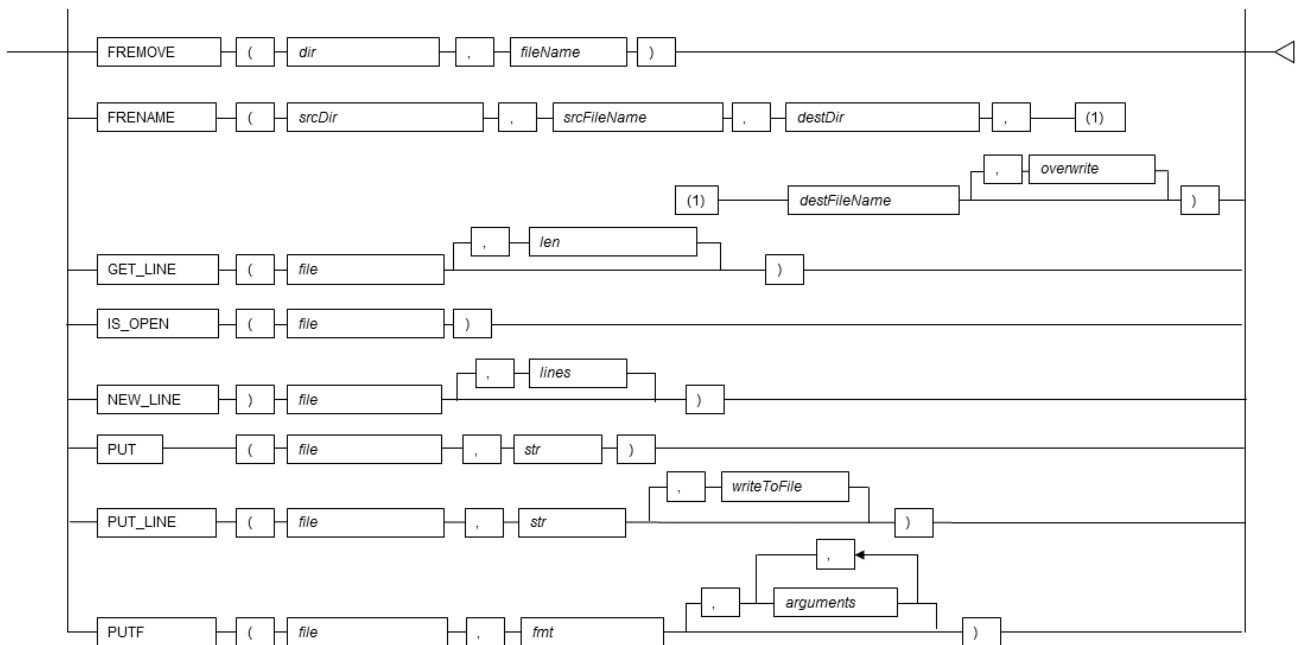 FREMOVE ( dir , fileName )
FRENAME ( srcDir , srcFileName , destDir , (1)
, overwrite
(1) destFileName )
, len
GET_LINE ( file )
IS_OPEN ( file )
, lines
NEW_LINE ) file )
PUT ( file , str )
, writeToFile
PUT_LINE ( file , str )
,
, arguments
PUTF ( file , fmt )